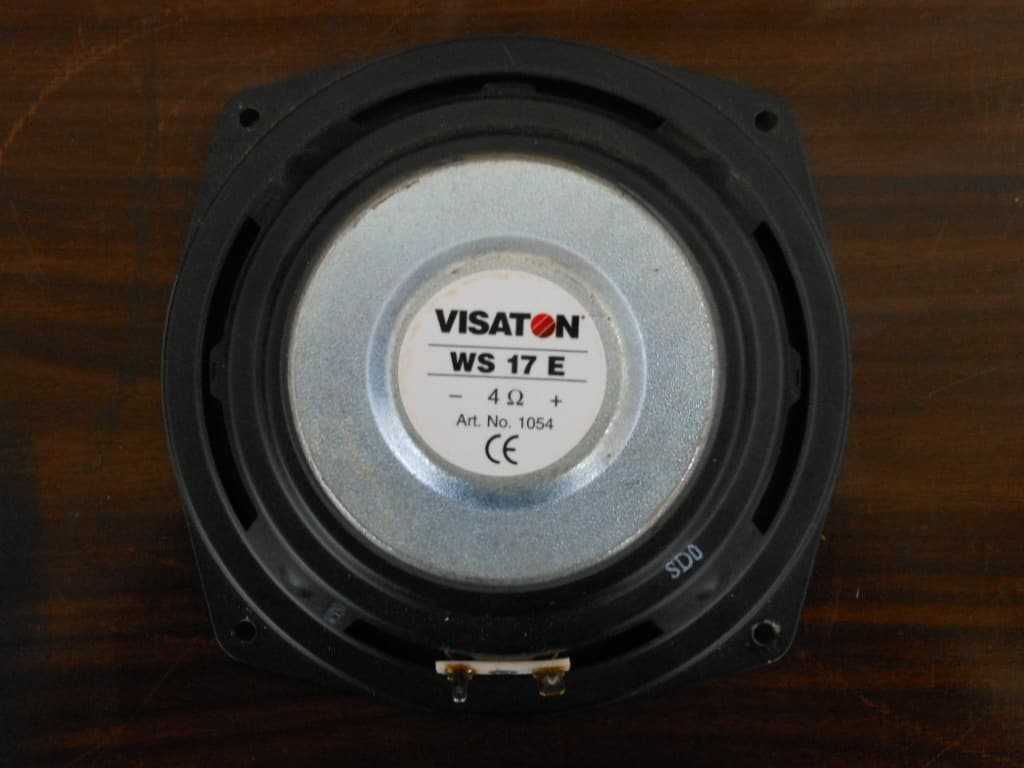 VISATON
WS 17 E
– 4 Ω +
Art. No. 1054
CE
SD0